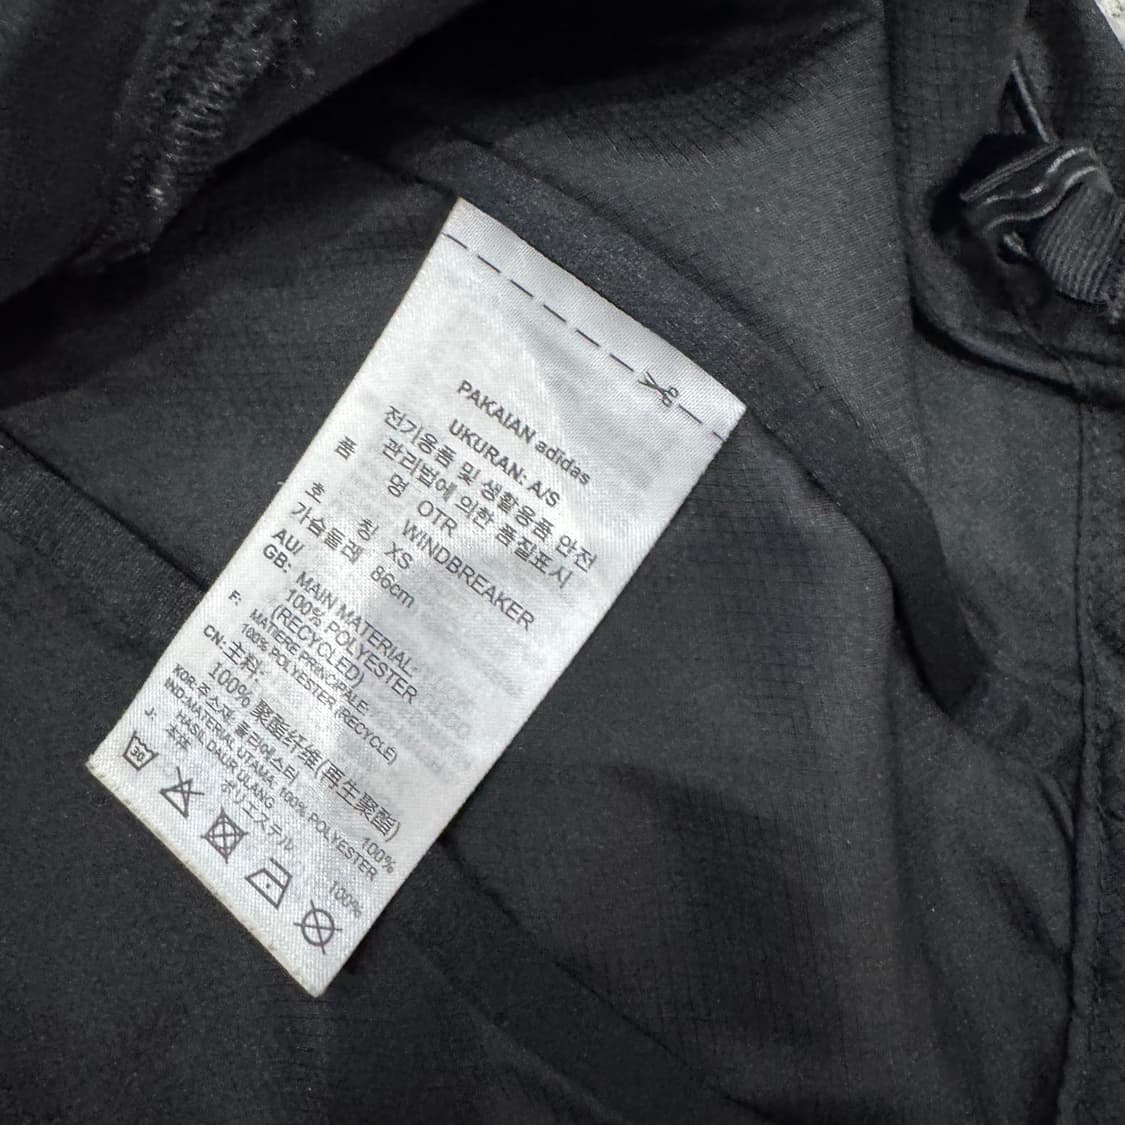 PAKAIAN adidas
UKURAN: A/S
전기용품 및 생활용품 안전
관리법에 의한 품질표시
품 명 OTR
WINDBREAKER
호 칭 XS
가슴둘레 86cm
AU/
GB: MAIN MATERIAL:
100% POLYESTER
(RECYCLED)
F: MATIERE PRINCIPALE:
100% POLYESTER (RECYCLE)
CN: 主料:
100% 聚酯纤维(再生聚酯)
KOR:주소재 폴리에스터 100%
IND:MATERIAL UTAMA, 100% POLYESTER
HASIL DAUR ULANG
J: 本体 ポリエステル 100%
30